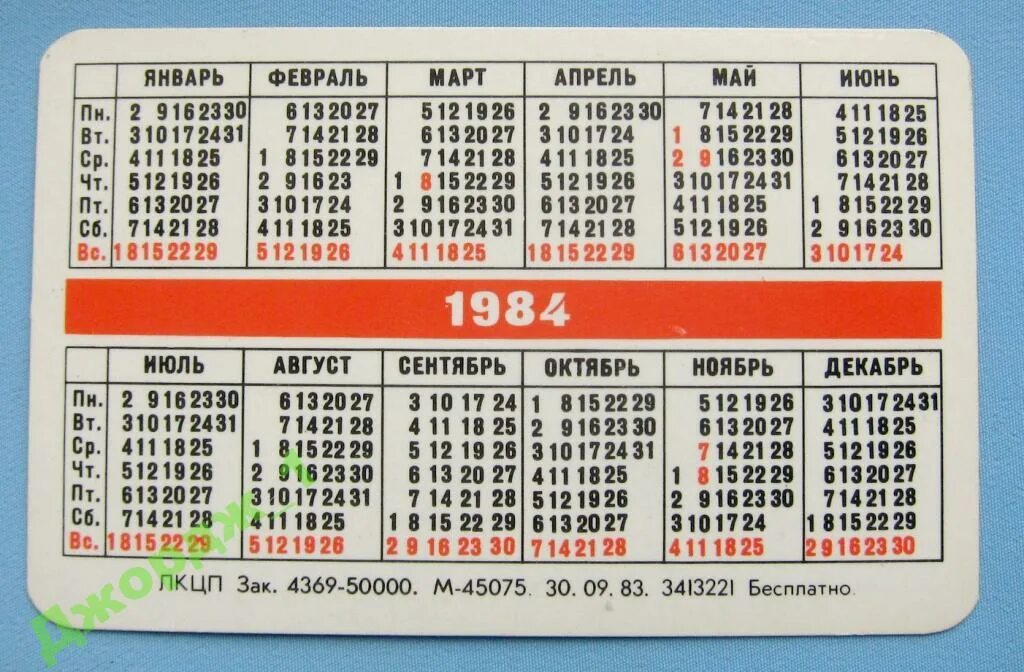 ЯНВАРЬ ФЕВРАЛЬ МАРТ АПРЕЛЬ МАЙ ИЮНЬ
Пн. 2 9 16 23 30 6 13 20 27 5 12 19 26 2 9 16 23 30 7 14 21 28 4 11 18 25
Вт. 3 10 17 24 31 7 14 21 28 6 13 20 27 3 10 17 24 1 8 15 22 29 5 12 19 26
Ср. 4 11 18 25 1 8 15 22 29 7 14 21 28 4 11 18 25 2 9 16 23 30 6 13 20 27
Чт. 5 12 19 26 2 9 16 23 1 8 15 22 29 5 12 19 26 3 10 17 24 31 7 14 21 28
Пт. 6 13 20 27 3 10 17 24 2 9 16 23 30 6 13 20 27 4 11 18 25 1 8 15 22 29
Сб. 7 14 21 28 4 11 18 25 3 10 17 24 31 7 14 21 28 5 12 19 26 2 9 16 23 30
Вс. 1 8 15 22 29 5 12 19 26 4 11 18 25 1 8 15 22 29 6 13 20 27 3 10 17 24
1984
ИЮЛЬ АВГУСТ СЕНТЯБРЬ ОКТЯБРЬ НОЯБРЬ ДЕКАБРЬ
Пн. 2 9 16 23 30 6 13 20 27 3 10 17 24 1 8 15 22 29 5 12 19 26 3 10 17 24 31
Вт. 3 10 17 24 31 7 14 21 28 4 11 18 25 2 9 16 23 30 6 13 20 27 4 11 18 25
Ср. 4 11 18 25 1 8 15 22 29 5 12 19 26 3 10 17 24 31 7 14 21 28 5 12 19 26
Чт. 5 12 19 26 2 9 16 23 30 6 13 20 27 4 11 18 25 1 8 15 22 29 6 13 20 27
Пт. 6 13 20 27 3 10 17 24 31 7 14 21 28 5 12 19 26 2 9 16 23 30 7 14 21 28
Сб. 7 14 21 28 4 11 18 25 1 8 15 22 29 6 13 20 27 3 10 17 24 1 8 15 22 29
Вс. 1 8 15 22 29 5 12 19 26 2 9 16 23 30 7 14 21 28 4 11 18 25 2 9 16 23 30
ЛКЦП Зак. 4369-50000. М-45075. 30. 09. 83. 3413221 Бесплатно.
Джордж_1